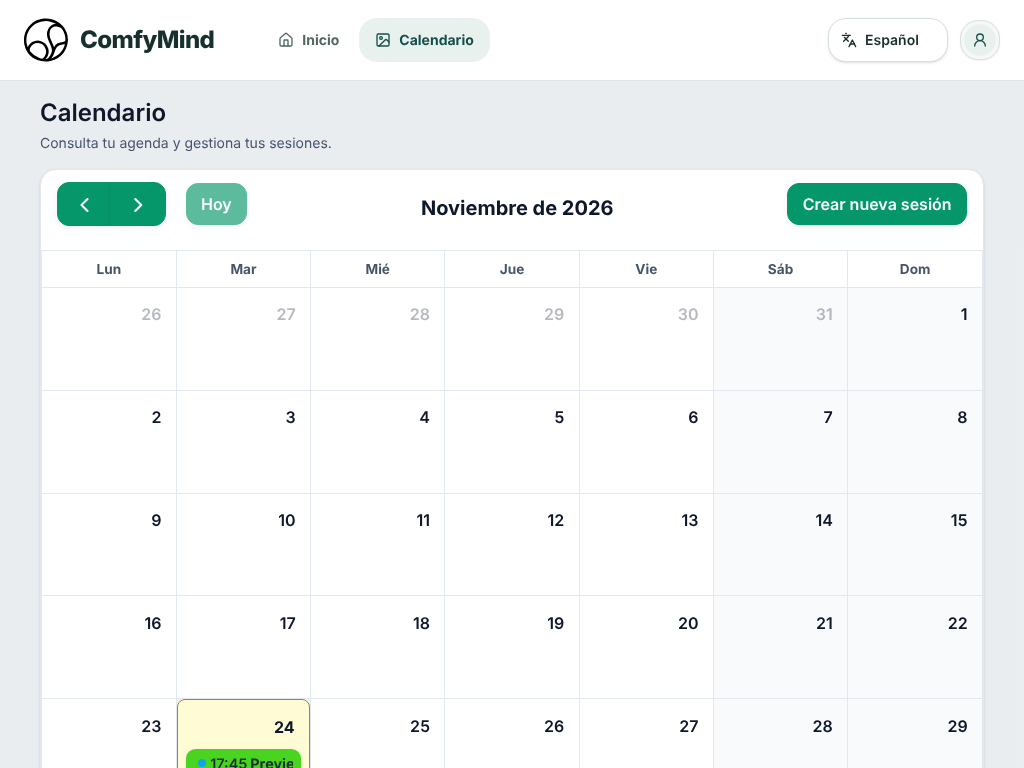 ComfyMind
Inicio
Calendario
Español
Calendario
Consulta tu agenda y gestiona tus sesiones.
Hoy
Noviembre de 2026
Crear nueva sesión
Lun Mar Mié Jue Vie Sáb Dom
26 27 28 29 30 31 1
2 3 4 5 6 7 8
9 10 11 12 13 14 15
16 17 18 19 20 21 22
23 24 25 26 27 28 29
17:45 Previe